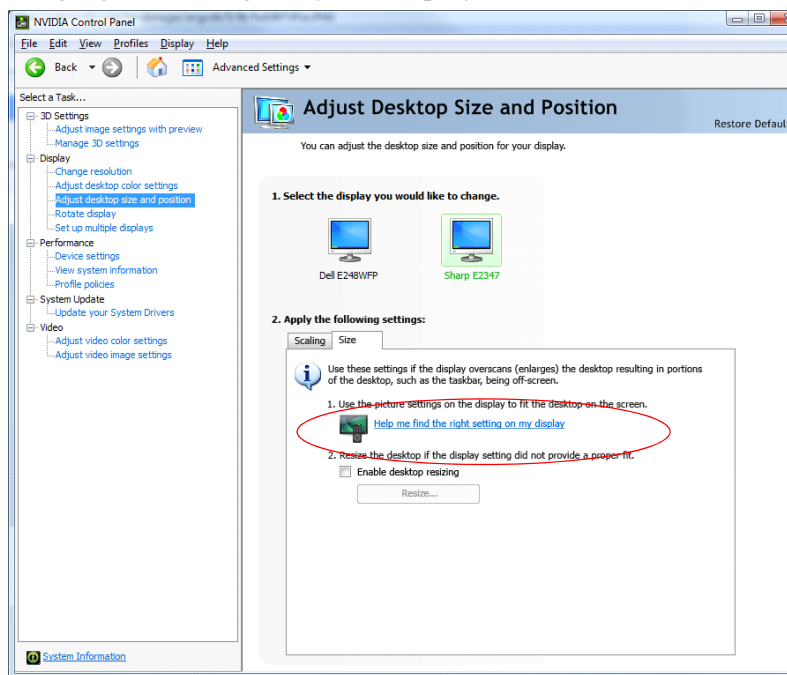 NVIDIA Control Panel
File Edit View Profiles Display Help
Back Advanced Settings
Select a Task...
3D Settings
Adjust image settings with preview
Manage 3D settings
Display
Change resolution
Adjust desktop color settings
Adjust desktop size and position
Rotate display
Set up multiple displays
Performance
Device settings
View system information
Profile policies
System Update
Update your System Drivers
Video
Adjust video color settings
Adjust video image settings
System Information
Adjust Desktop Size and Position
Restore Defaul
You can adjust the desktop size and position for your display.
1. Select the display you would like to change.
Dell E248WFP Sharp E2347
2. Apply the following settings:
Scaling Size
Use these settings if the display overscans (enlarges) the desktop resulting in portions
of the desktop, such as the taskbar, being off-screen.
1. Use the picture settings on the display to fit the desktop on the screen.
Help me find the right setting on my display
2. Resize the desktop if the display setting did not provide a proper fit.
Enable desktop resizing
Resize...